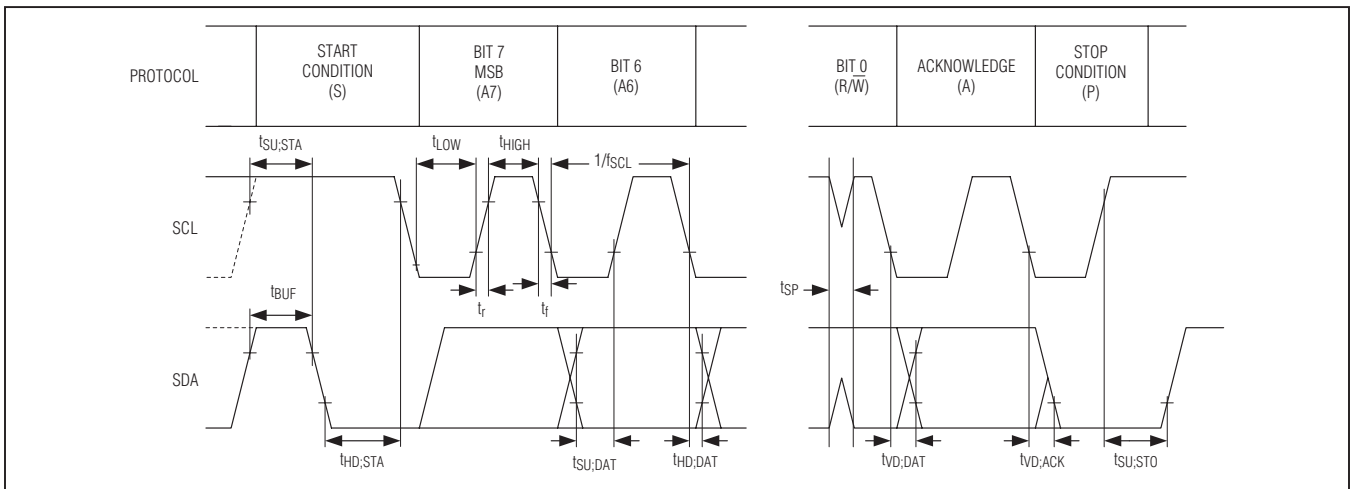 PROTOCOL
START
CONDITION
(S)
BIT 7
MSB
(A7)
BIT 6
(A6)
BIT 0
(R/W̅)
ACKNOWLEDGE
(A)
STOP
CONDITION
(P)
tSU;STA
tLOW
tHIGH
1/fSCL
SCL
tBUF
tr
tf
tSP
SDA
tHD;STA
tSU;DAT
tHD;DAT
tVD;DAT
tVD;ACK
tSU;STO